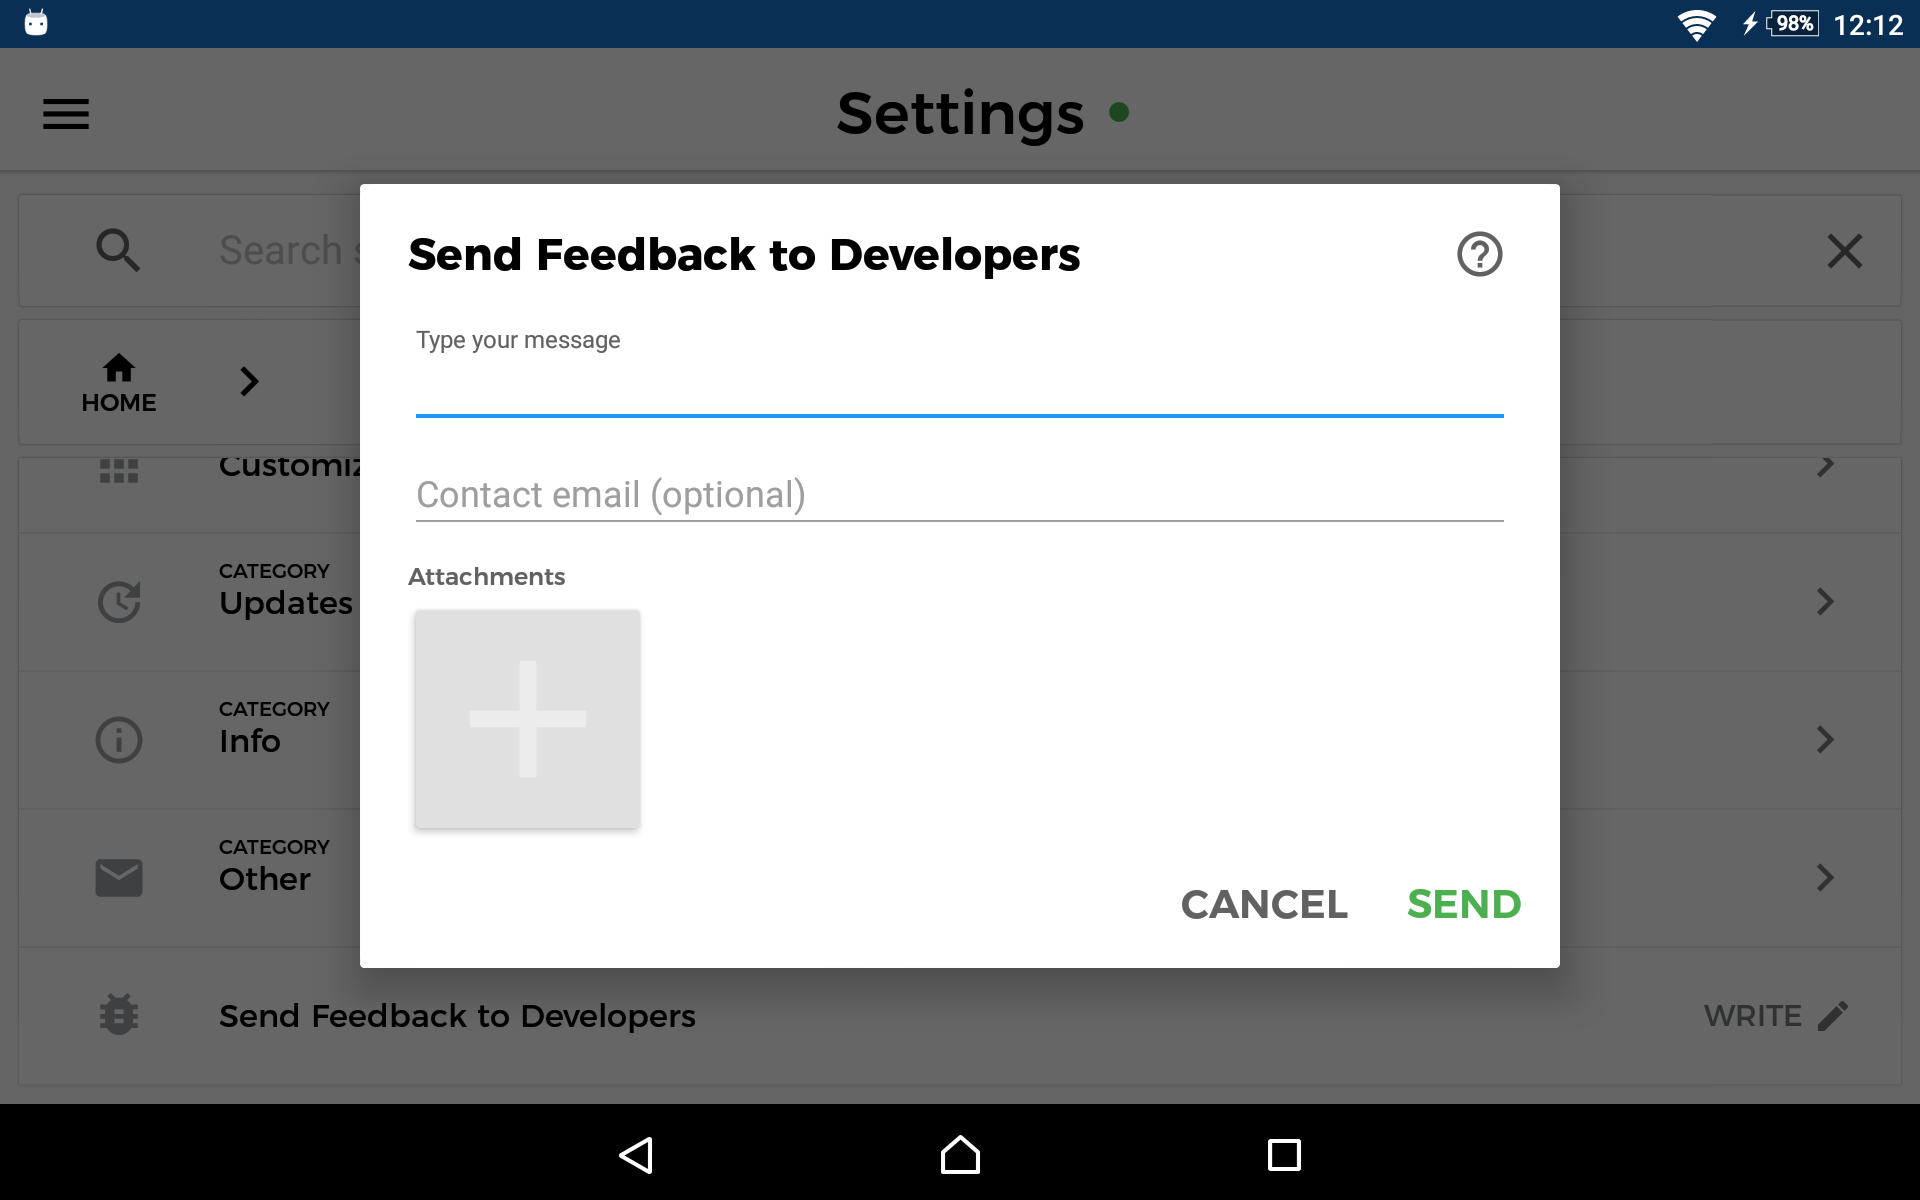 98% 12:12
Settings
Search
Send Feedback to Developers
Type your message
HOME
Contact email (optional)
Attachments
CATEGORY
Updates
CATEGORY
Info
CATEGORY
Other
CANCEL SEND
Send Feedback to Developers WRITE